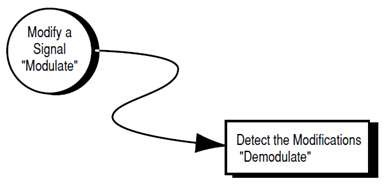 Modify a
Signal
"Modulate"
Detect the Modifications
"Demodulate"